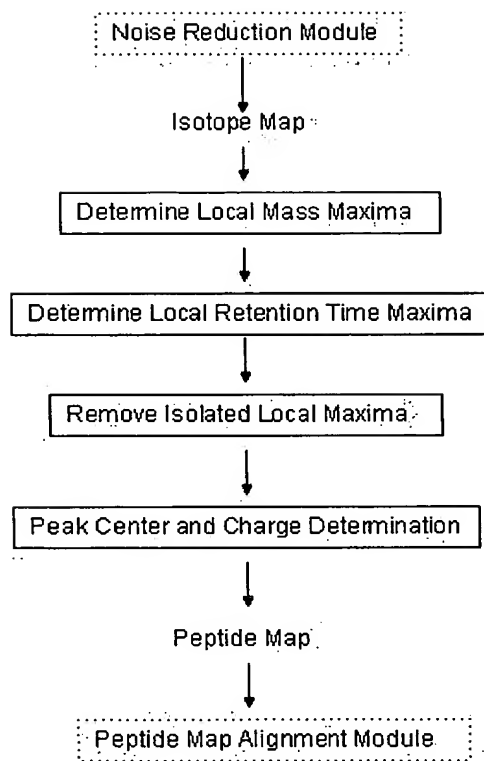 Noise Reduction Module
Isotope Map
Determine Local Mass Maxima
Determine Local Retention Time Maxima
Remove Isolated Local Maxima
Peak Center and Charge Determination
Peptide Map
Peptide Map Alignment Module